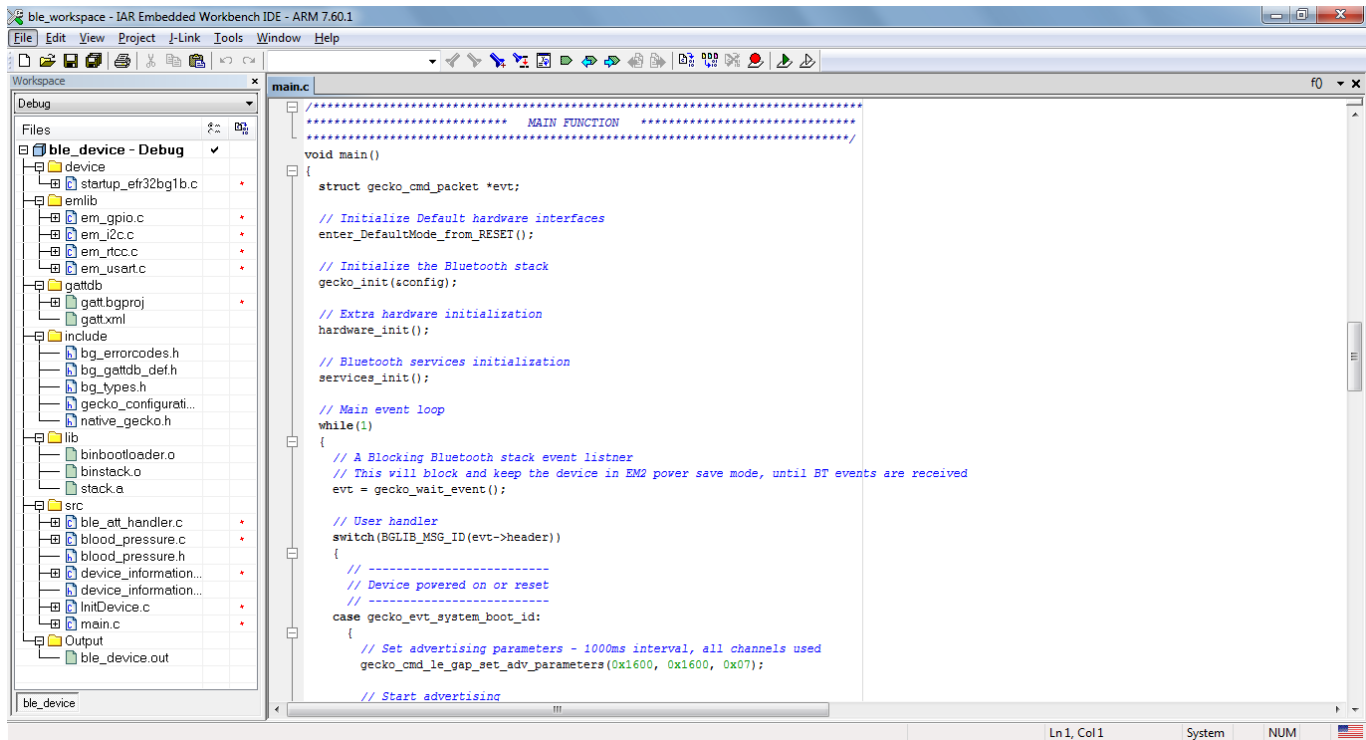 ble_workspace - IAR Embedded Workbench IDE - ARM 7.60.1
File Edit View Project J-Link Tools Window Help
Workspace
Debug
Files
ble_device - Debug
device
startup_efr32bg1b.c
emlib
em_gpio.c
em_i2c.c
em_rtcc.c
em_usart.c
gattdb
gatt.bgproj
gatt.xml
include
bg_errorcodes.h
bg_gattdb_def.h
bg_types.h
gecko_configurati...
native_gecko.h
lib
binbootloader.o
binstack.o
stack.a
src
ble_att_handler.c
blood_pressure.c
blood_pressure.h
device_information...
device_information...
InitDevice.c
main.c
Output
ble_device.out
ble_device
main.c
f()
/*******************************************************************************
***************************** MAIN FUNCTION *******************************
******************************************************************************/
void main()
{
struct gecko_cmd_packet *evt;
// Initialize Default hardware interfaces
enter_DefaultMode_from_RESET();
// Initialize the Bluetooth stack
gecko_init(&config);
// Extra hardware initialization
hardware_init();
// Bluetooth services initialization
services_init();
// Main event loop
while(1)
{
// A Blocking Bluetooth stack event listner
// This will block and keep the device in EM2 power save mode, until BT events are received
evt = gecko_wait_event();
// User handler
switch(BGLIB_MSG_ID(evt->header))
{
// --------------------------
// Device powered on or reset
// --------------------------
case gecko_evt_system_boot_id:
{
// Set advertising parameters - 1000ms interval, all channels used
gecko_cmd_le_gap_set_adv_parameters(0x1600, 0x1600, 0x07);
// Start advertising
Ln 1, Col 1 System NUM